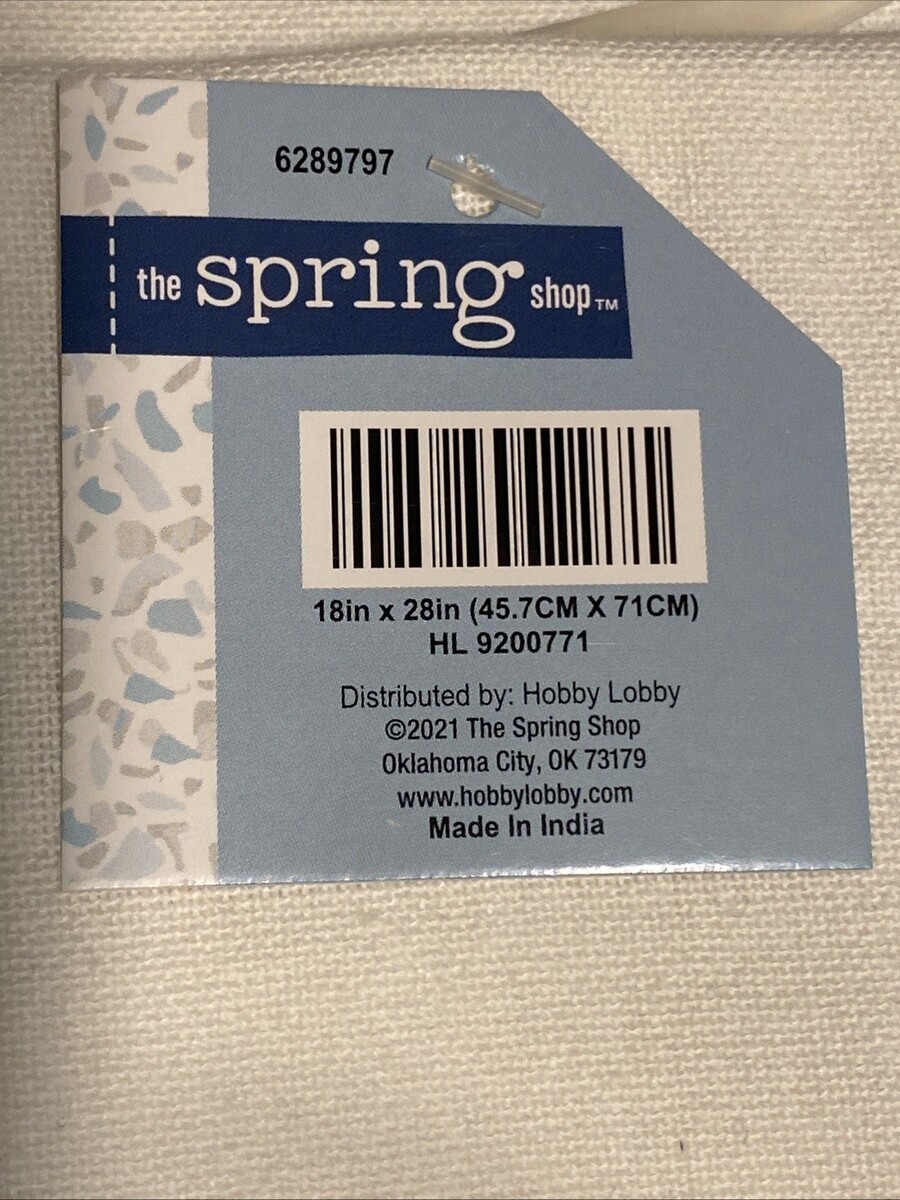 6289797
the spring shop™
18in x 28in (45.7CM X 71CM)
HL 9200771
Distributed by: Hobby Lobby
©2021 The Spring Shop
Oklahoma City, OK 73179
www.hobbylobby.com
Made In India